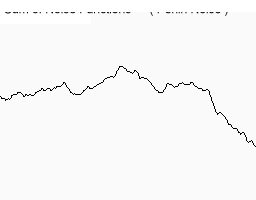 Sum of Noise Functions = (Perlin Noise)